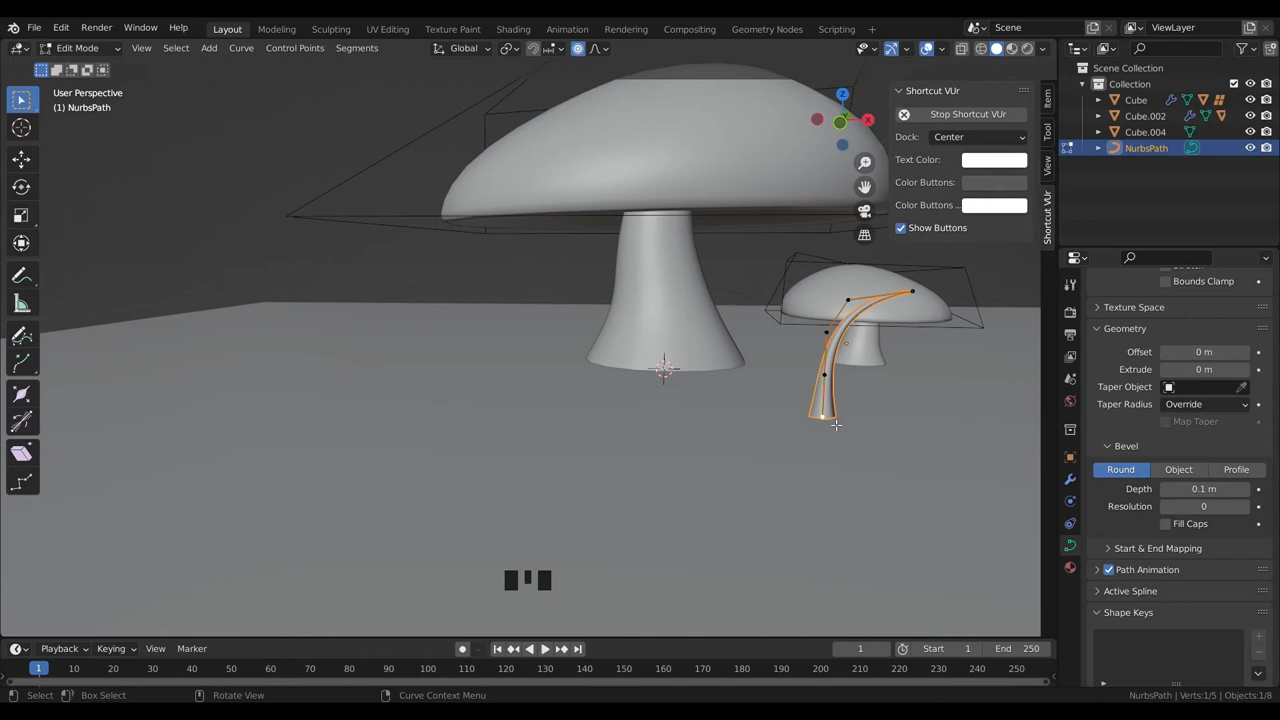 File Edit Render Window Help Layout Modeling Sculpting UV Editing Texture Paint Shading Animation Rendering Compositing Geometry Nodes Scripting + Scene ViewLayer
Edit Mode View Select Add Curve Control Points Segments Global
User Perspective
(1) NurbsPath
Z
Y
X
Shortcut VUr
Stop Shortcut VUr
Dock: Center
Text Color:
Color Buttons:
Color Buttons ..
Show Buttons
Item
Tool
View
Shortcut VUr
Scene Collection
Collection
Cube
Cube.002
Cube.004
NurbsPath
Bounds Clamp
Texture Space
Geometry
Offset 0 m
Extrude 0 m
Taper Object
Taper Radius Override
Map Taper
Bevel
Round Object Profile
Depth 0.1 m
Resolution 0
Fill Caps
Start & End Mapping
Path Animation
Active Spline
Shape Keys
Playback Keying View Marker 1 Start 1 End 250
1 10 20 30 40 50 60 70 80 90 100 110 120 130 140 150 160 170 180 190 200 210 220 230 240 250
Select Box Select Rotate View Curve Context Menu NurbsPath | Verts:1/5 | Objects:1/8